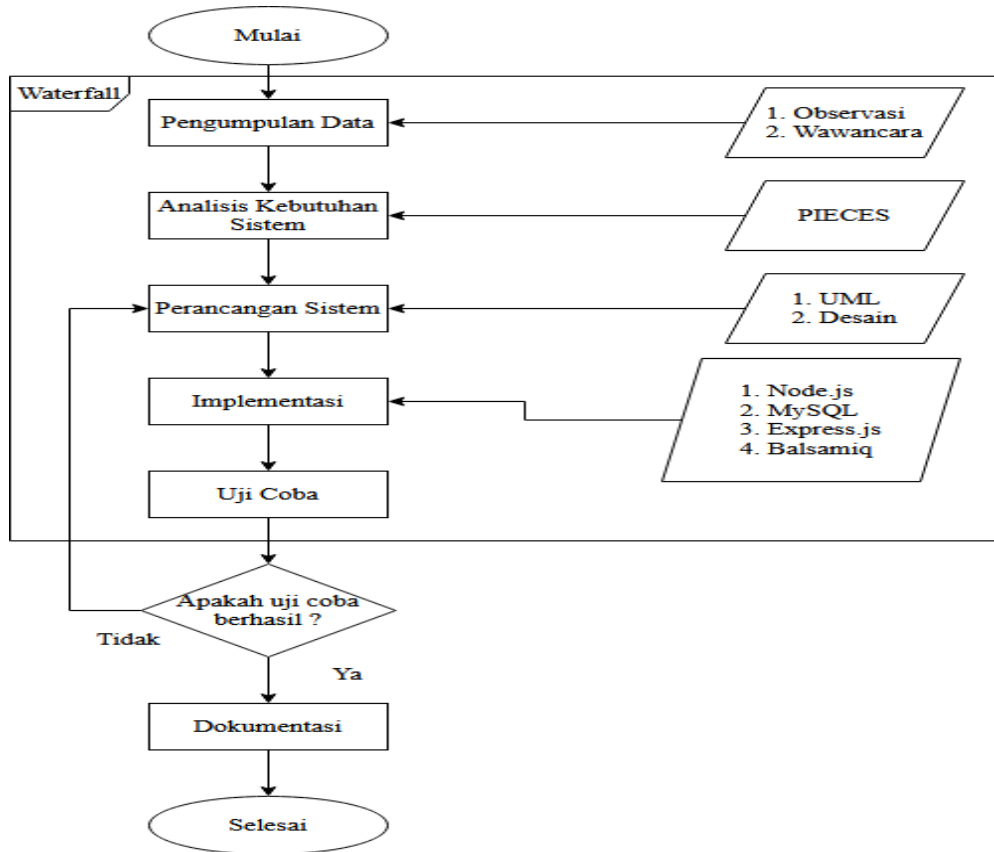 Mulai
Waterfall
Pengumpulan Data
1. Observasi
2. Wawancara
Analisis Kebutuhan
Sistem
PIECES
Perancangan Sistem
1. UML
2. Desain
Implementasi
1. Node.js
2. MySQL
3. Express.js
4. Balsamiq
Uji Coba
Apakah uji coba
berhasil ?
Tidak
Ya
Dokumentasi
Selesai